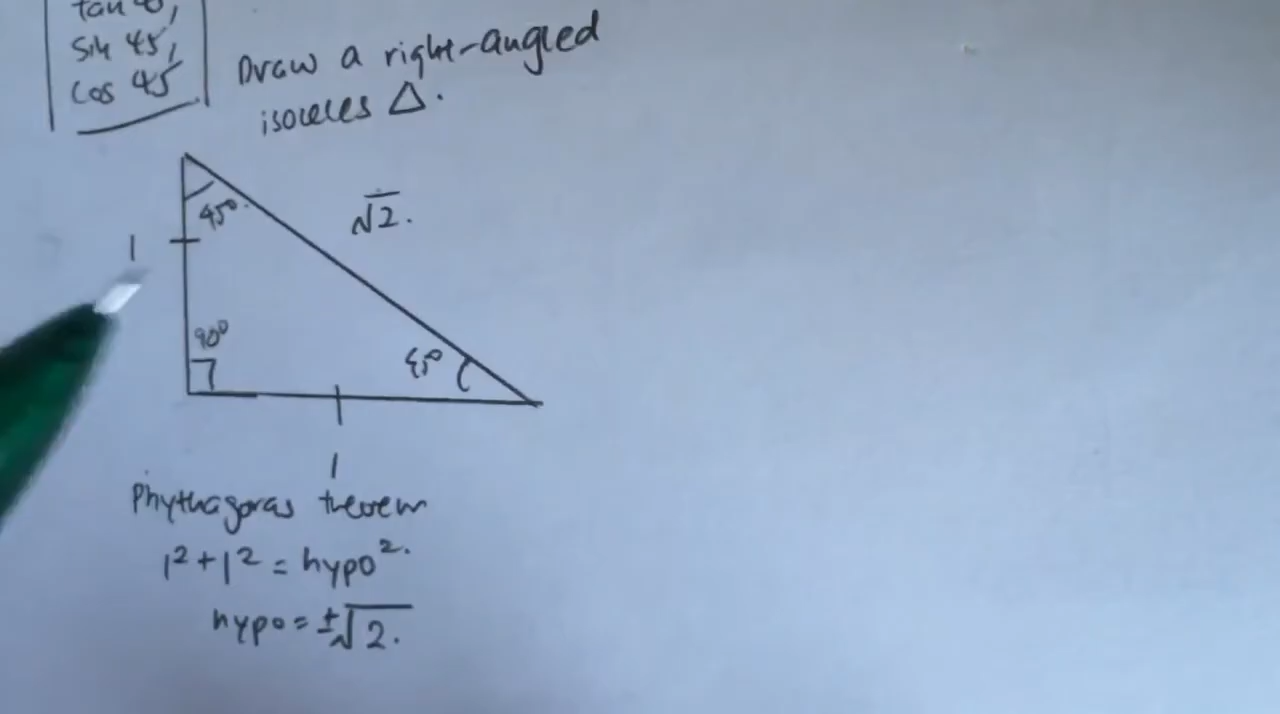 sin 45,
cos 45
Draw a right-angled
isoceles △.
45°
√2.
1
90°
45°
1
Phythagoras theorem
1² + 1² = hypo².
hypo = ±√2.